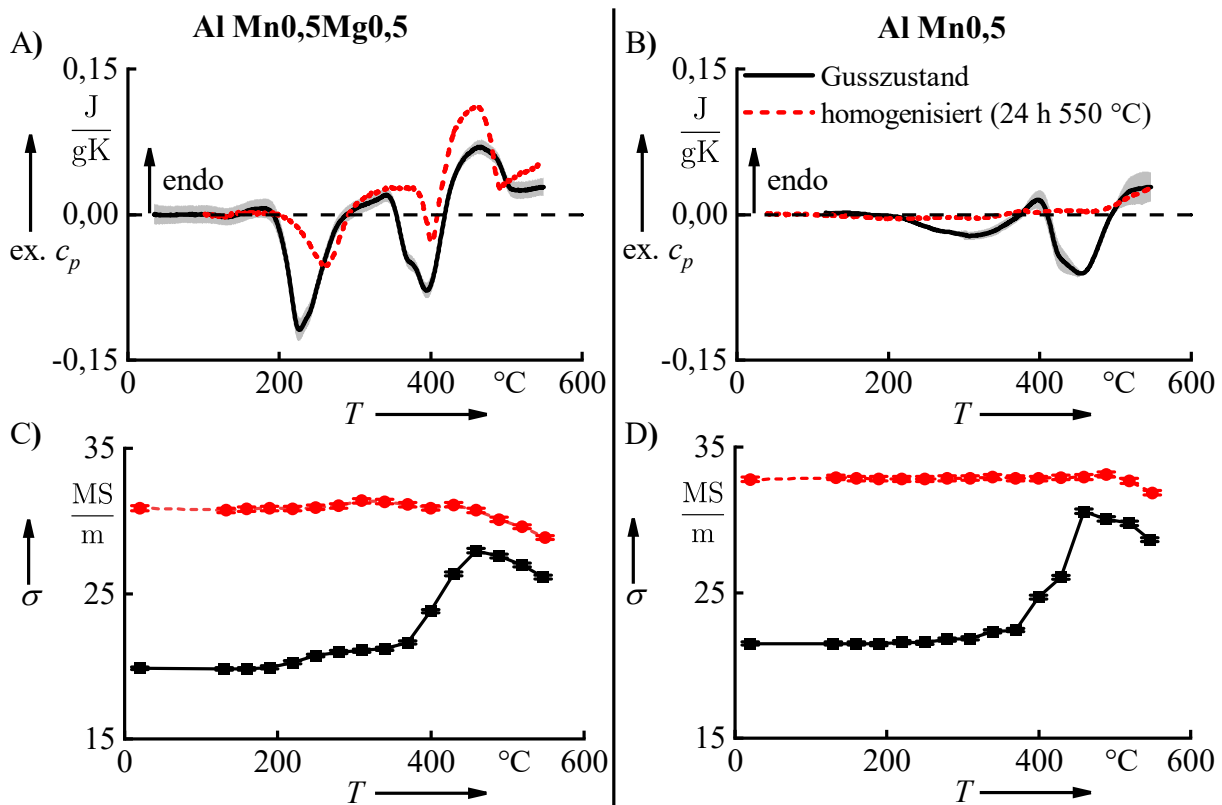 Al Mn0,5Mg0,5
A)
0,15
J
gK
endo
0,00
ex. cp
-0,15
0
200
400
°C
600
T
Al Mn0,5
B)
0,15
Gusszustand
J
gK
homogenisiert (24 h 550 °C)
endo
0,00
ex. cp
-0,15
0
200
400
°C
600
T
C)
35
MS
m
25
σ
15
0
200
400
°C
600
T
D)
35
MS
m
25
σ
15
0
200
400
°C
600
T